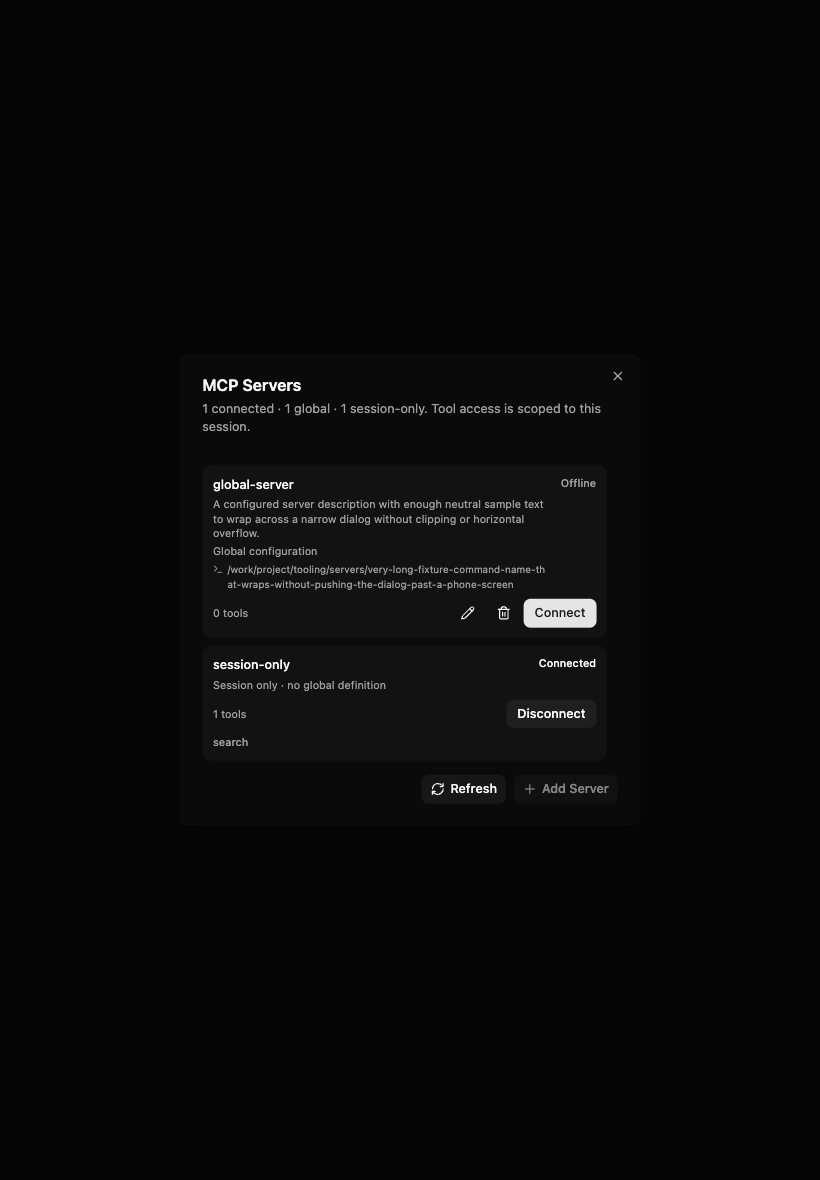 MCP Servers
1 connected · 1 global · 1 session-only. Tool access is scoped to this
session.
global-server
Offline
A configured server description with enough neutral sample text
to wrap across a narrow dialog without clipping or horizontal
overflow.
Global configuration
/work/project/tooling/servers/very-long-fixture-command-name-th
at-wraps-without-pushing-the-dialog-past-a-phone-screen
0 tools
Connect
session-only
Connected
Session only · no global definition
1 tools
Disconnect
search
Refresh
Add Server